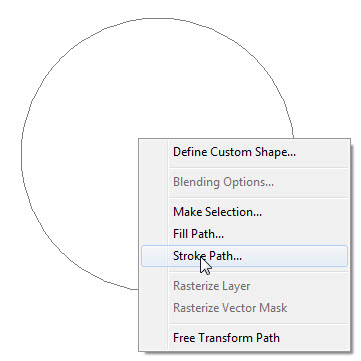 Define Custom Shape...
Blending Options...
Make Selection...
Fill Path...
Stroke Path...
Rasterize Layer
Rasterize Vector Mask
Free Transform Path